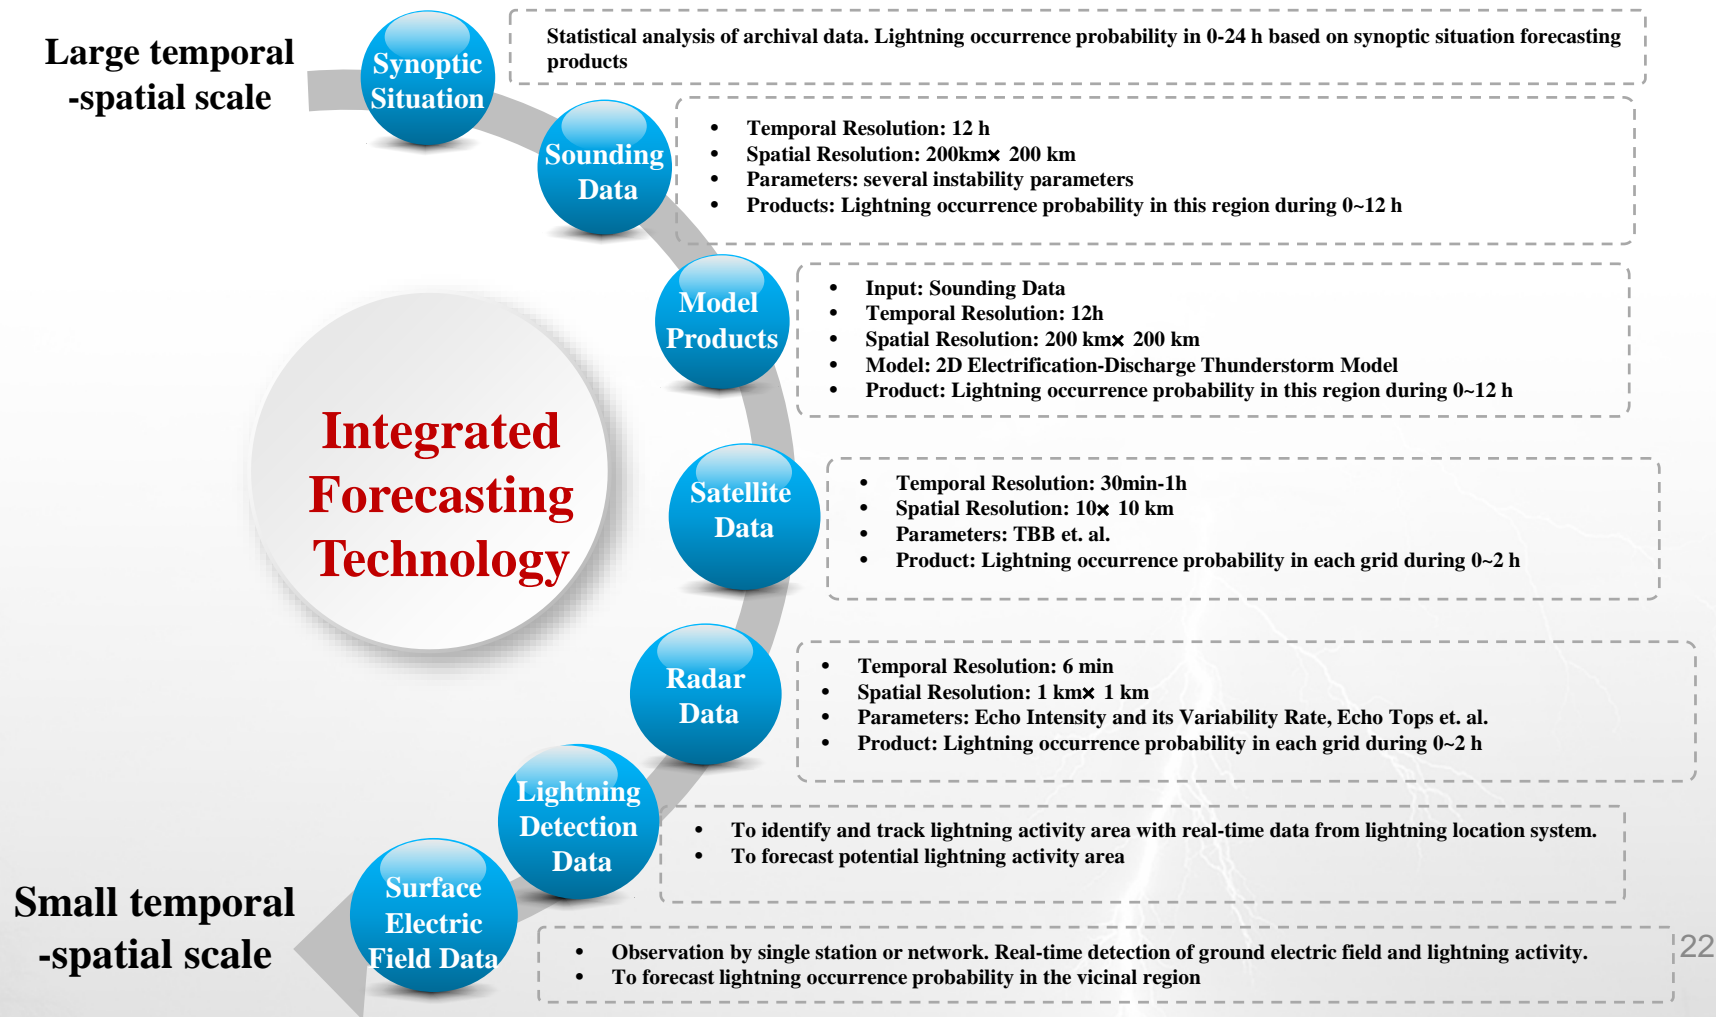 Large temporal
-spatial scale
Synoptic
Situation
Statistical analysis of archival data. Lightning occurrence probability in 0-24 h based on synoptic situation forecasting
products
Sounding
Data
• Temporal Resolution: 12 h
• Spatial Resolution: 200km× 200 km
• Parameters: several instability parameters
• Products: Lightning occurrence probability in this region during 0~12 h
Model
Products
• Input: Sounding Data
• Temporal Resolution: 12h
• Spatial Resolution: 200 km× 200 km
• Model: 2D Electrification-Discharge Thunderstorm Model
• Product: Lightning occurrence probability in this region during 0~12 h
Integrated
Forecasting
Technology
Satellite
Data
• Temporal Resolution: 30min-1h
• Spatial Resolution: 10× 10 km
• Parameters: TBB et. al.
• Product: Lightning occurrence probability in each grid during 0~2 h
Radar
Data
• Temporal Resolution: 6 min
• Spatial Resolution: 1 km× 1 km
• Parameters: Echo Intensity and its Variability Rate, Echo Tops et. al.
• Product: Lightning occurrence probability in each grid during 0~2 h
Lightning
Detection
Data
• To identify and track lightning activity area with real-time data from lightning location system.
• To forecast potential lightning activity area
Small temporal
-spatial scale
Surface
Electric
Field Data
• Observation by single station or network. Real-time detection of ground electric field and lightning activity.
• To forecast lightning occurrence probability in the vicinal region
22